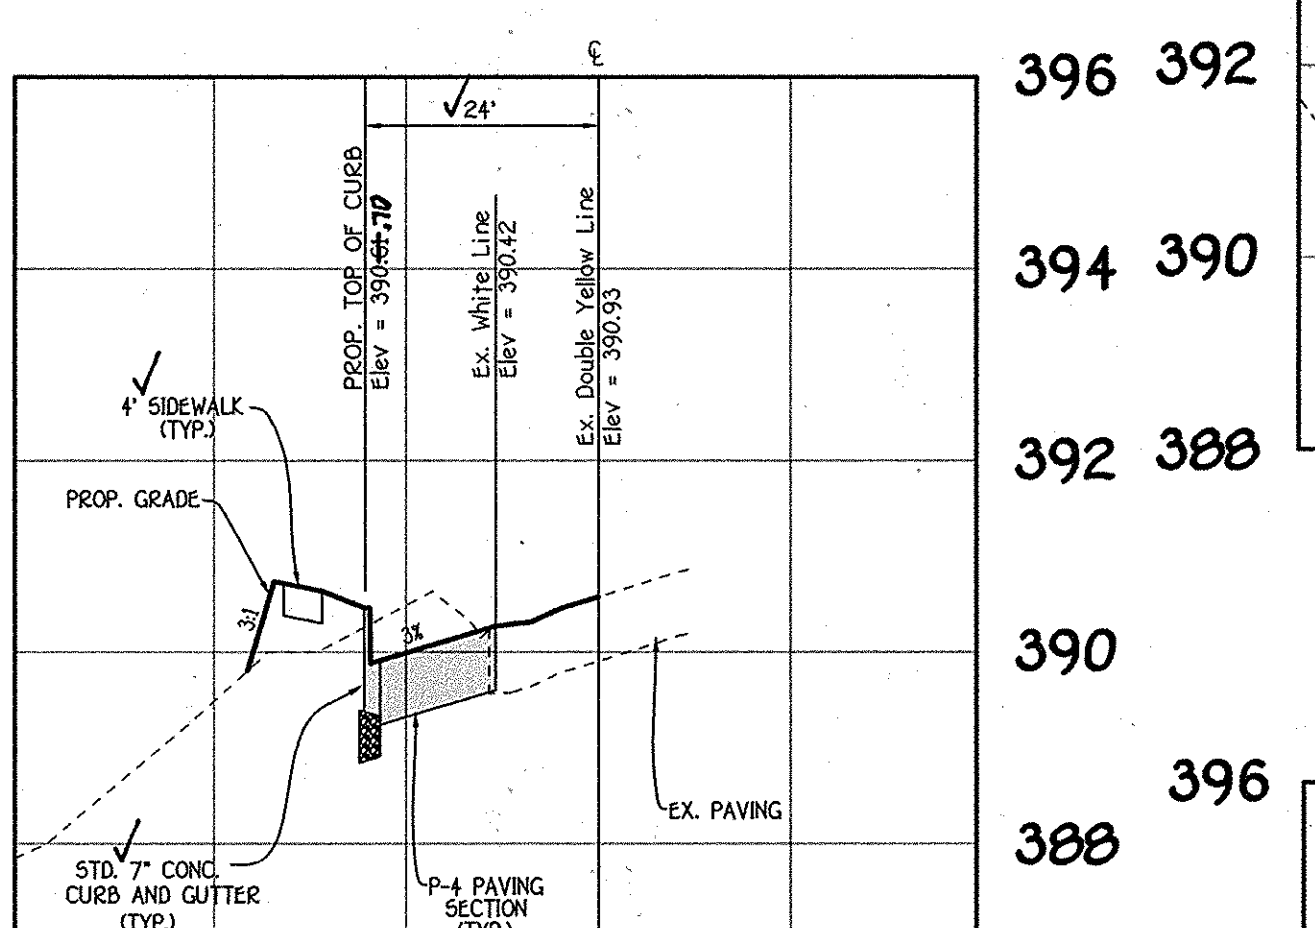 ℄
396 392
24'
PROP. TOP OF CURB
Elev = 390.61 .70
Ex. White Line
Elev = 390.42
Ex. Double Yellow Line
Elev = 390.93
394 390
4' SIDEWALK
(TYP.)
392 388
PROP. GRADE
3:1
3%
390
396
EX. PAVING
388
STD. 7" CONC.
CURB AND GUTTER
(TYP.)
P-4 PAVING
SECTION
(TYP.)